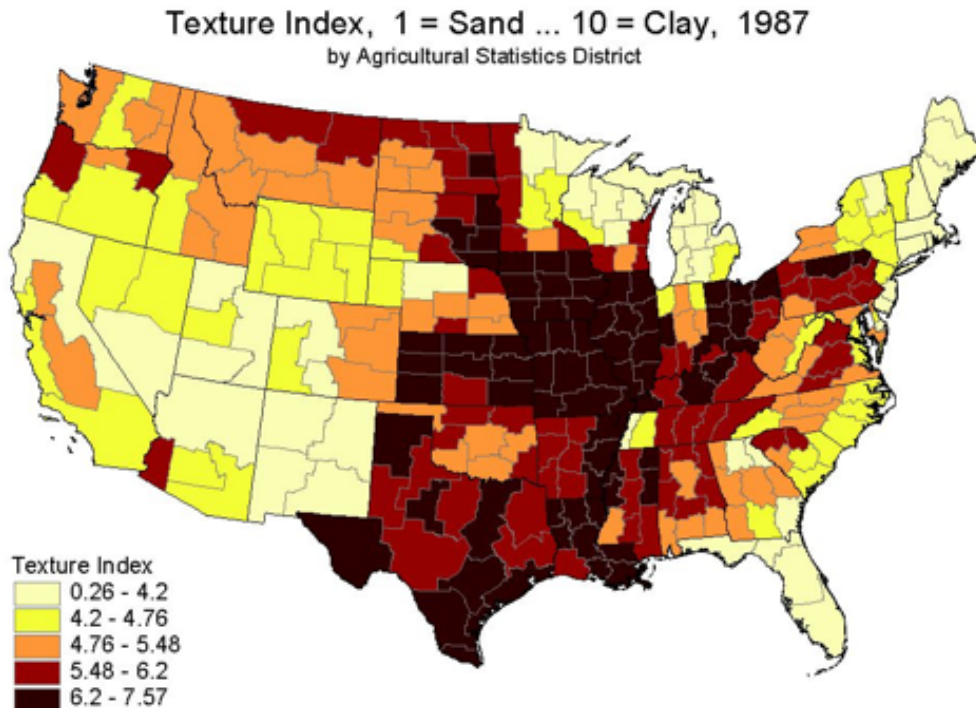 Texture Index, 1 = Sand ... 10 = Clay, 1987
by Agricultural Statistics District
Texture Index
0.26 - 4.2
4.2 - 4.76
4.76 - 5.48
5.48 - 6.2
6.2 - 7.57